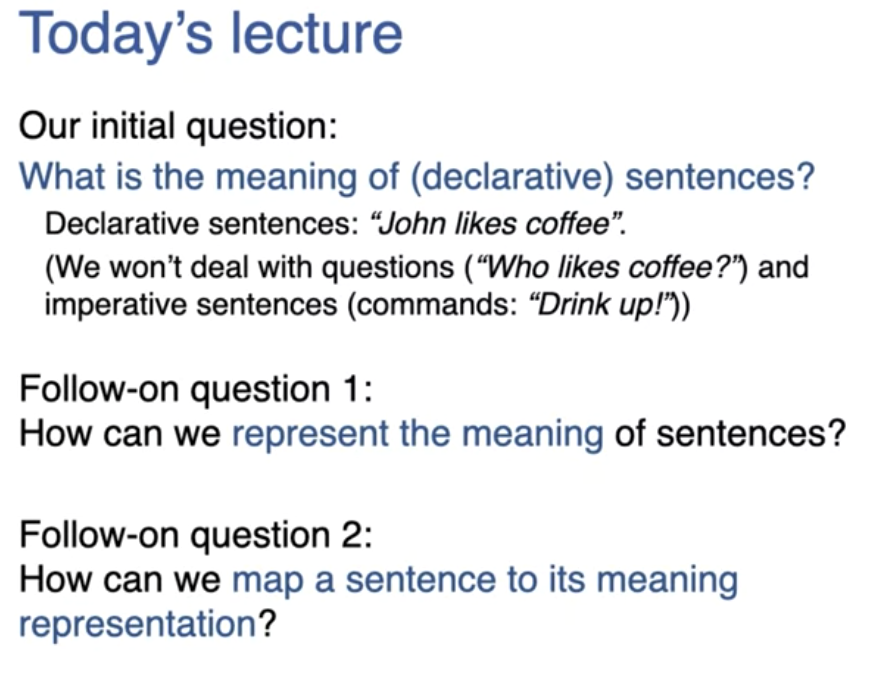 Today’s lecture
Our initial question:
What is the meaning of (declarative) sentences?
Declarative sentences: “John likes coffee”.
(We won’t deal with questions (“Who likes coffee?”) and
imperative sentences (commands: “Drink up!”))
Follow-on question 1:
How can we represent the meaning of sentences?
Follow-on question 2:
How can we map a sentence to its meaning
representation?